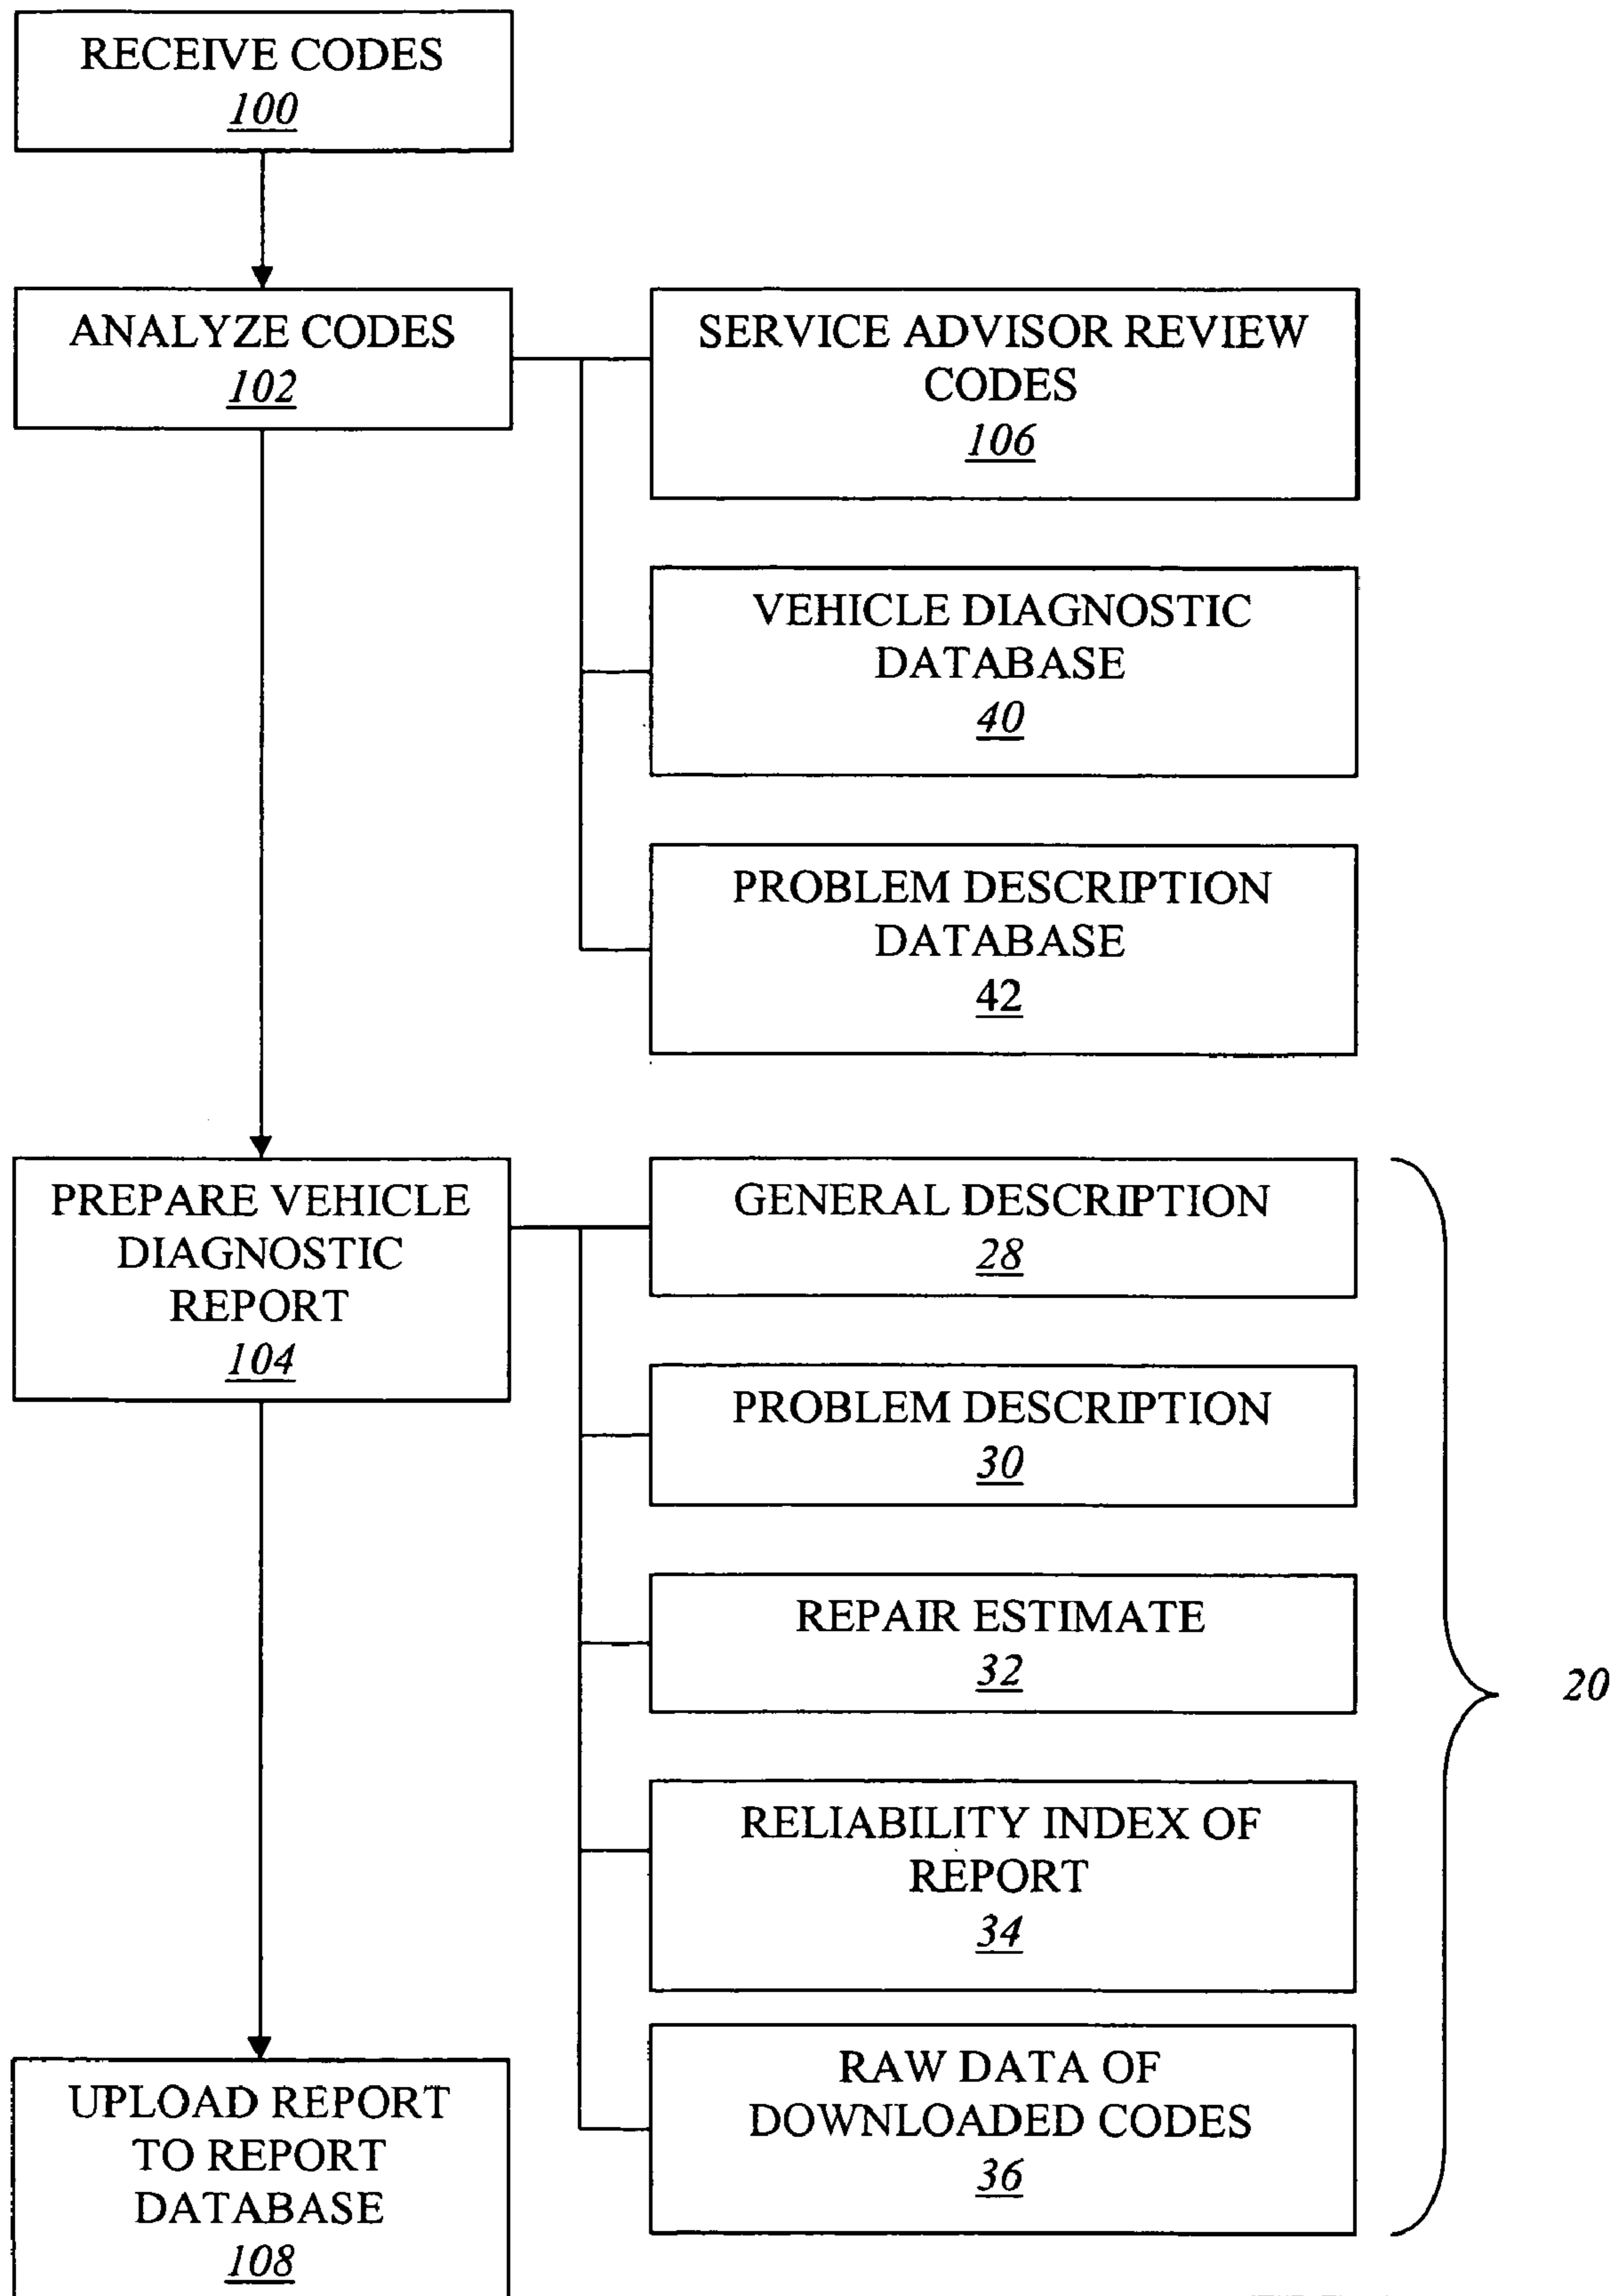 RECEIVE CODES
100
ANALYZE CODES
102
SERVICE ADVISOR REVIEW
CODES
106
VEHICLE DIAGNOSTIC
DATABASE
40
PROBLEM DESCRIPTION
DATABASE
42
PREPARE VEHICLE
DIAGNOSTIC
REPORT
104
GENERAL DESCRIPTION
28
PROBLEM DESCRIPTION
30
REPAIR ESTIMATE
32
20
RELIABILITY INDEX OF
REPORT
34
RAW DATA OF
DOWNLOADED CODES
36
UPLOAD REPORT
TO REPORT
DATABASE
108